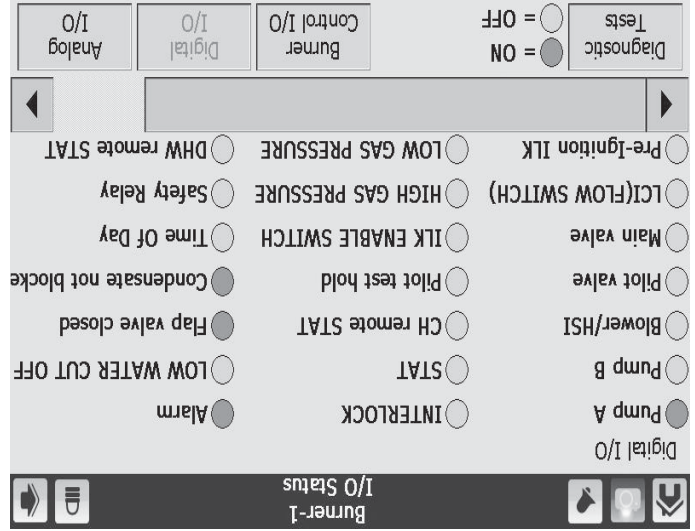 Burner-1
I/O Status
Digital I/O
Pump A
INTERLOCK
Alarm
Pump B
STAT
LOW WATER CUT OFF
Blower/HSI
CH remote STAT
Flap valve closed
Pilot valve
Pilot test hold
Condensate not blocke
Main valve
ILK ENABLE SWITCH
Time Of Day
LCI(FLOW SWITCH)
HIGH GAS PRESSURE
Safety Relay
Pre-Ignition ILK
LOW GAS PRESSURE
DHW remote STAT
Diagnostic
Tests
= ON
= OFF
Burner
Control I/O
Digital
I/O
Analog
I/O